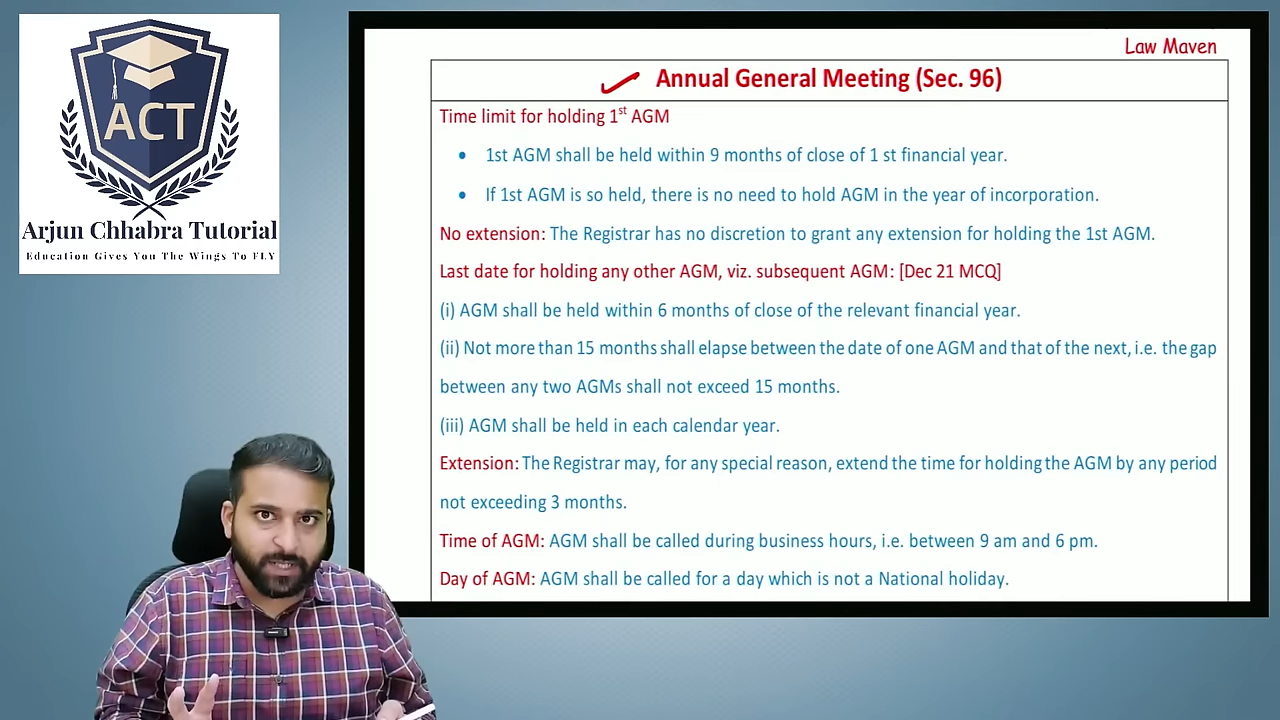 ACT
Arjun Chhabra Tutorial
Education Gives You The Wings To FLY
Law Maven
Annual General Meeting (Sec. 96)
Time limit for holding 1st AGM
• 1st AGM shall be held within 9 months of close of 1 st financial year.
• If 1st AGM is so held, there is no need to hold AGM in the year of incorporation.
No extension: The Registrar has no discretion to grant any extension for holding the 1st AGM.
Last date for holding any other AGM, viz. subsequent AGM: [Dec 21 MCQ]
(i) AGM shall be held within 6 months of close of the relevant financial year.
(ii) Not more than 15 months shall elapse between the date of one AGM and that of the next, i.e. the gap
between any two AGMs shall not exceed 15 months.
(iii) AGM shall be held in each calendar year.
Extension: The Registrar may, for any special reason, extend the time for holding the AGM by any period
not exceeding 3 months.
Time of AGM: AGM shall be called during business hours, i.e. between 9 am and 6 pm.
Day of AGM: AGM shall be called for a day which is not a National holiday.